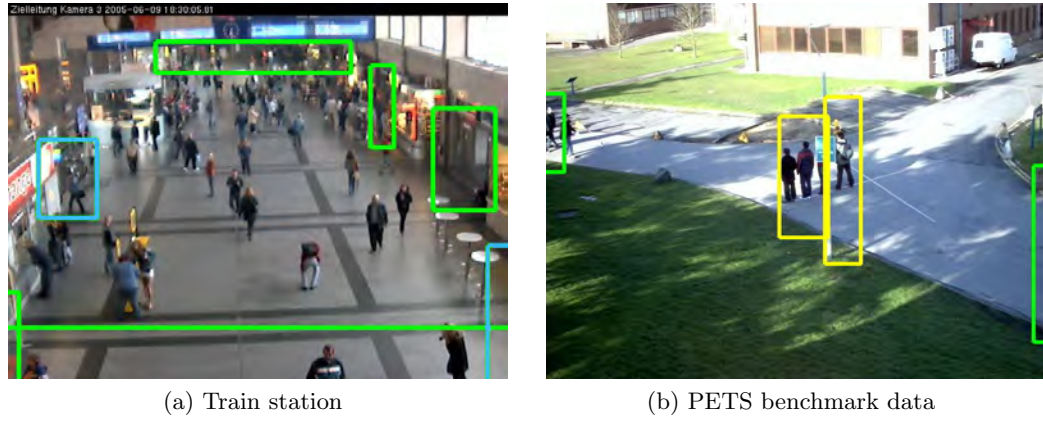 Zielleitung Kamera 3 2005-06-09 18:30:05.01
(a) Train station
(b) PETS benchmark data